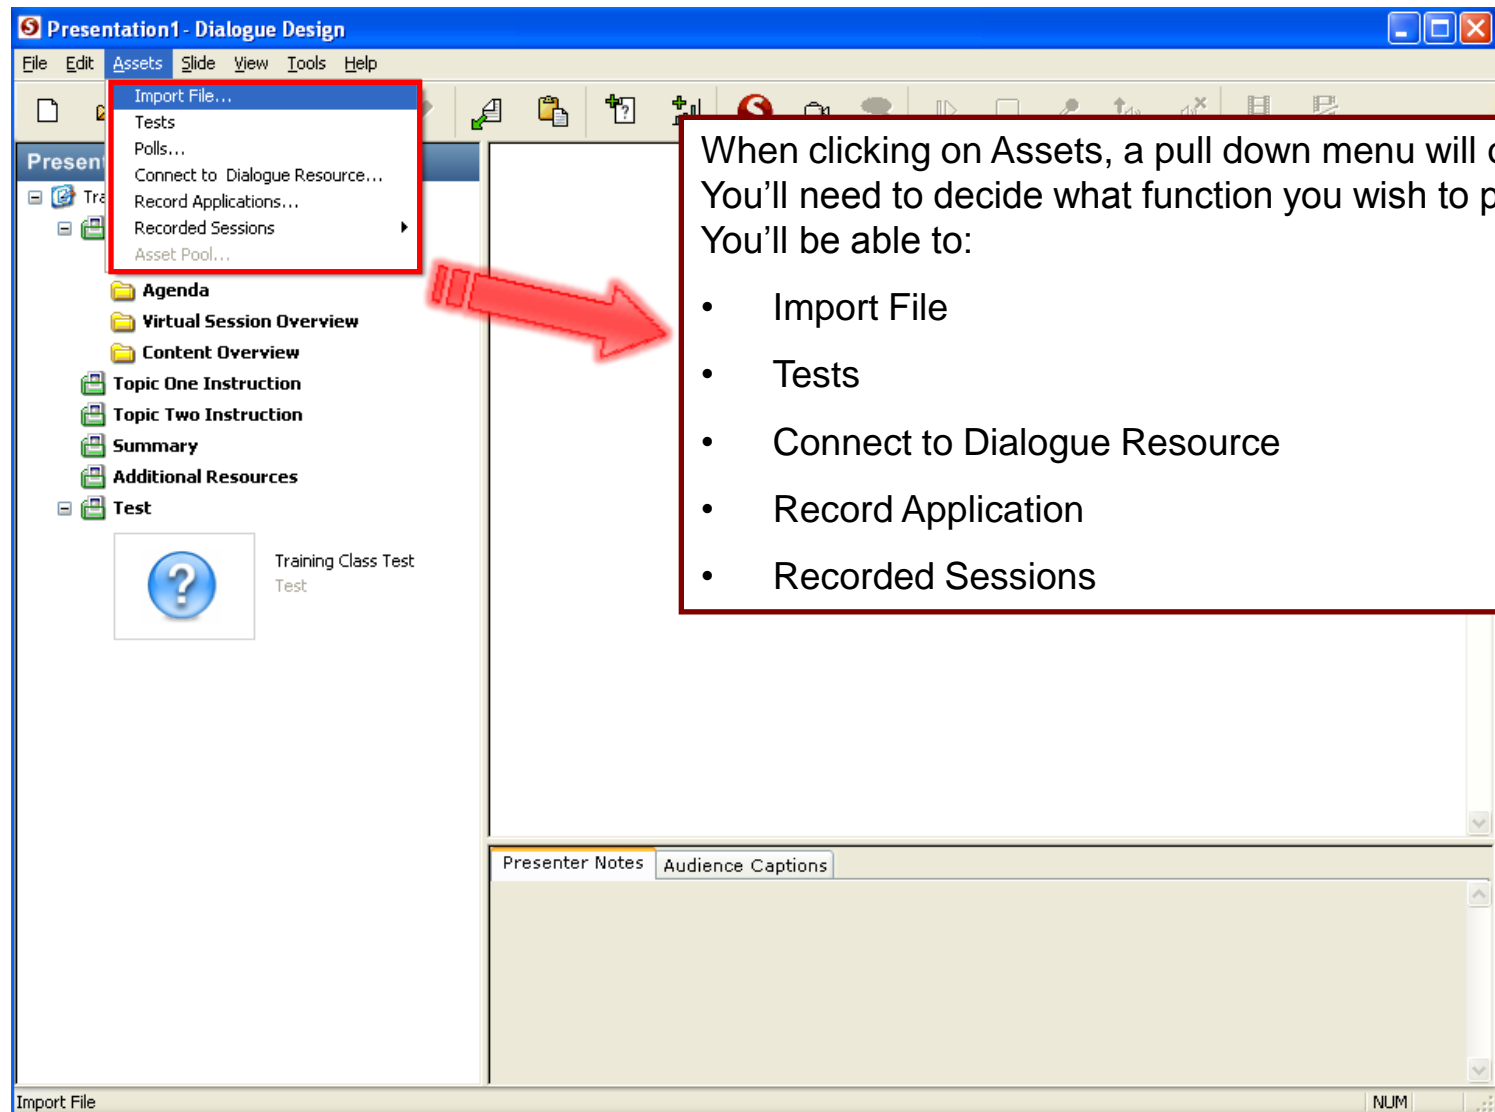 Presentation1 - Dialogue Design
File Edit Assets Slide View Tools Help
Import File...
Tests
Polls...
Connect to Dialogue Resource...
Record Applications...
Recorded Sessions
Asset Pool...
Agenda
Virtual Session Overview
Content Overview
Topic One Instruction
Topic Two Instruction
Summary
Additional Resources
Test
Training Class Test
Test
When clicking on Assets, a pull down menu will
You'll need to decide what function you wish to
You'll be able to:
• Import File
• Tests
• Connect to Dialogue Resource
• Record Application
• Recorded Sessions
Presenter Notes Audience Captions
Import File
NUM